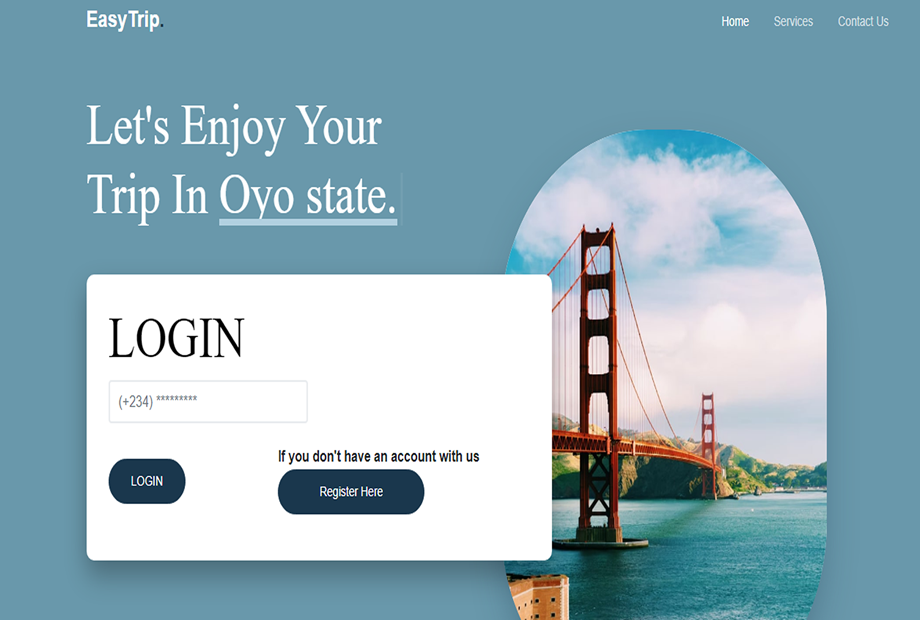 EasyTrip.
Home Services Contact Us
Let's Enjoy Your
Trip In Oyo state.
LOGIN
(+234) *********
If you don't have an account with us
LOGIN
Register Here